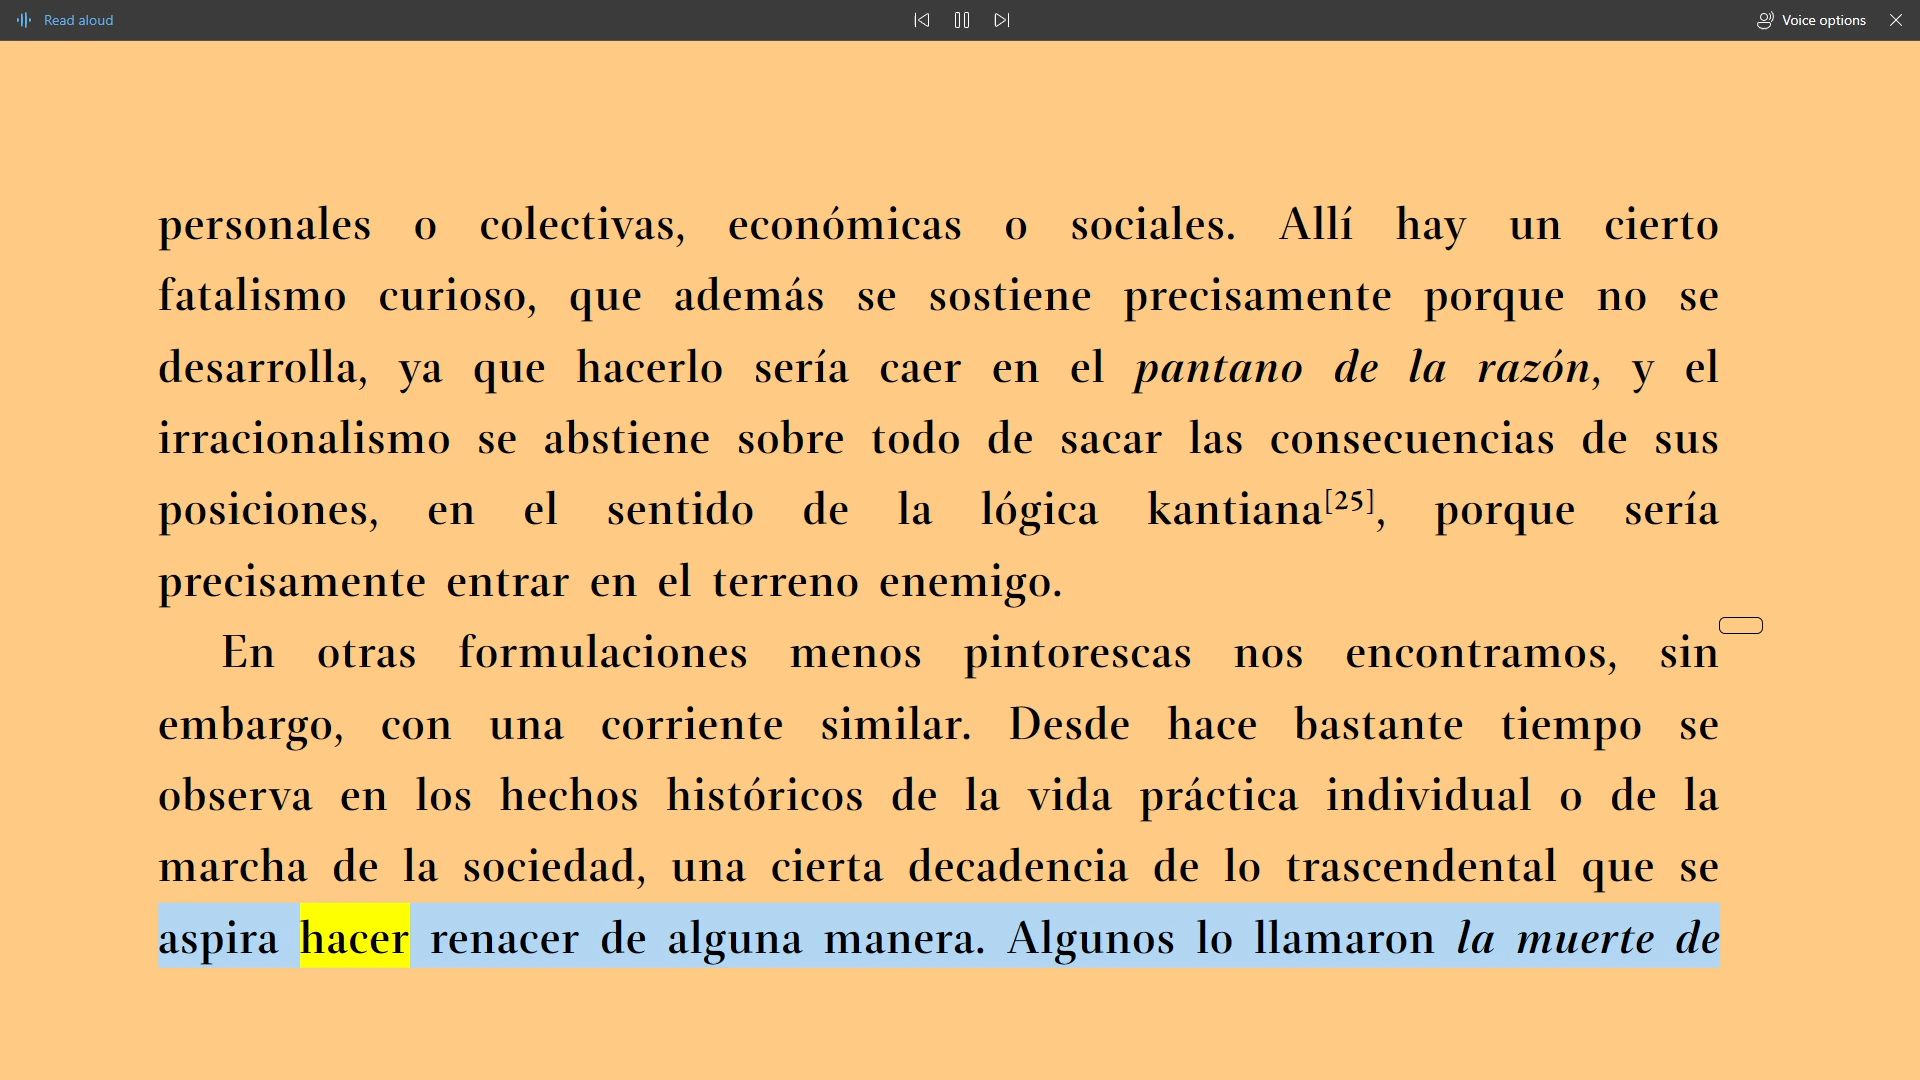 Read aloud
Voice options
personales o colectivas, económicas o sociales. Allí hay un cierto
fatalismo curioso, que además se sostiene precisamente porque no se
desarrolla, ya que hacerlo sería caer en el pantano de la razón, y el
irracionalismo se abstiene sobre todo de sacar las consecuencias de sus
posiciones, en el sentido de la lógica kantiana[25], porque sería
precisamente entrar en el terreno enemigo.
En otras formulaciones menos pintorescas nos encontramos, sin
embargo, con una corriente similar. Desde hace bastante tiempo se
observa en los hechos históricos de la vida práctica individual o de la
marcha de la sociedad, una cierta decadencia de lo trascendental que se
aspira hacer renacer de alguna manera. Algunos lo llamaron la muerte de